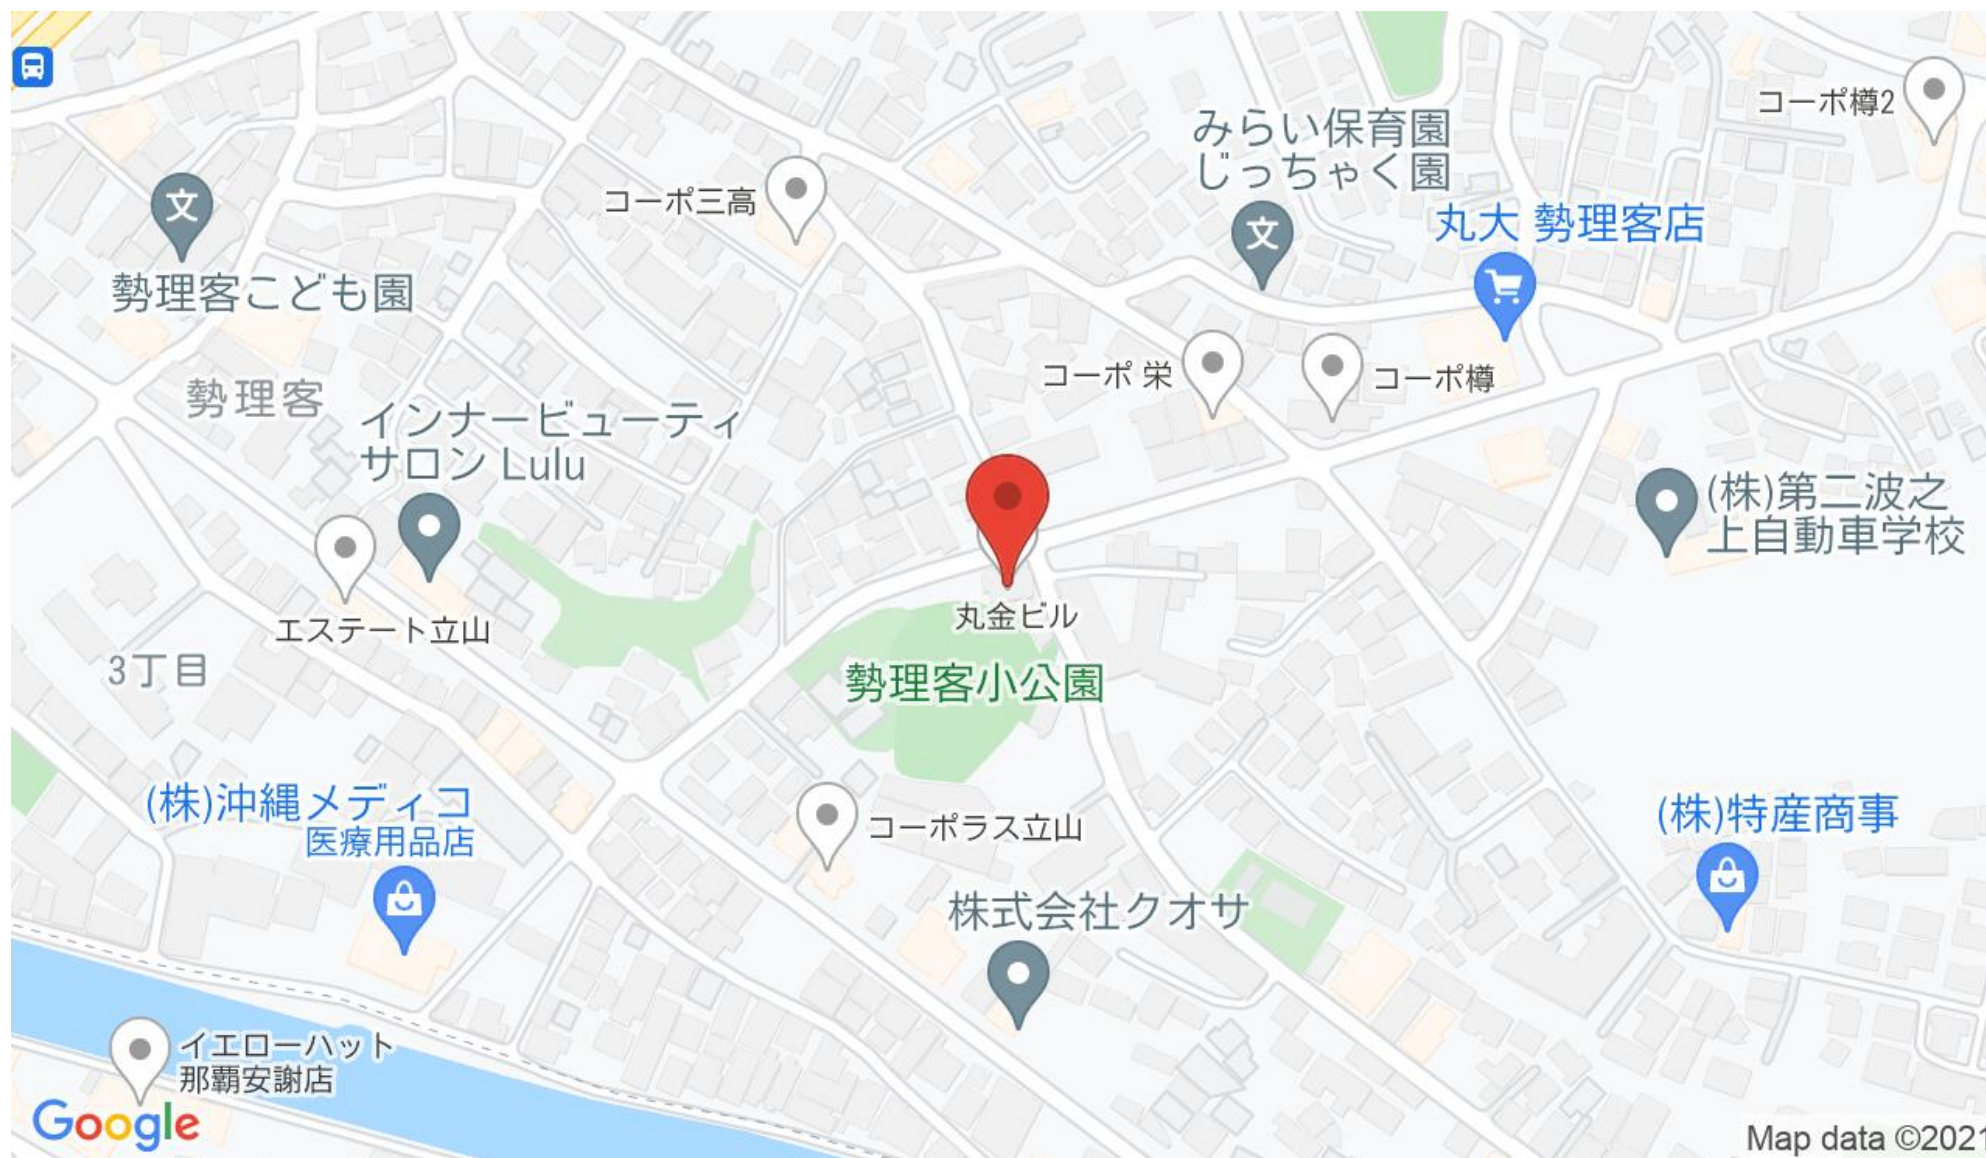 コーポ樽2
みらい保育園
じっちゃく園
文
文
コーポ三高
丸大 勢理客店
勢理客こども園
コーポ 栄
コーポ樽
勢理客
インナービューティ
サロン Lulu
(株)第二波之
上自動車学校
丸金ビル
エステート立山
3丁目
勢理客小公園
(株)沖縄メディコ
医療用品店
コーポラス立山
(株)特産商事
株式会社クオサ
イエローハット
那覇安謝店
Google
Map data ©2021